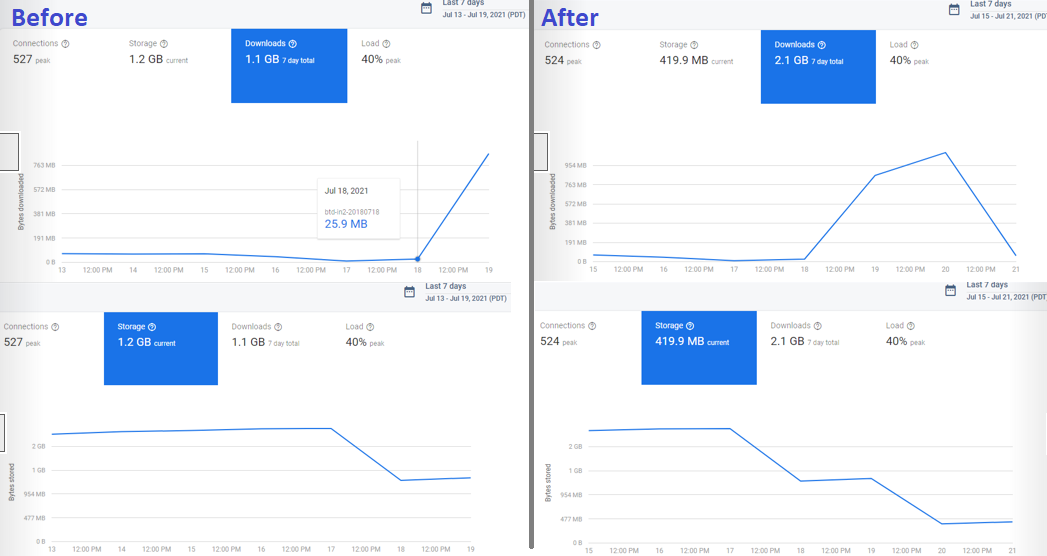 Before
Last 7 days
Jul 13 - Jul 19, 2021 (PDT)
Connections
Storage
Downloads
Load
527 peak
1.2 GB current
1.1 GB 7 day total
40% peak
Bytes downloaded
763 MB
572 MB
381 MB
191 MB
0 B
Jul 18, 2021
btd-in2-20180718
25.9 MB
13 12:00 PM 14 12:00 PM 15 12:00 PM 16 12:00 PM 17 12:00 PM 18 12:00 PM 19
Last 7 days
Jul 13 - Jul 19, 2021 (PDT)
Connections
Storage
Downloads
Load
527 peak
1.2 GB current
1.1 GB 7 day total
40% peak
Bytes stored
2 GB
1 GB
954 MB
477 MB
0 B
13 12:00 PM 14 12:00 PM 15 12:00 PM 16 12:00 PM 17 12:00 PM 18 12:00 PM 19
After
Last 7 days
Jul 15 - Jul 21, 2021 (PDT
Connections
Storage
Downloads
Load
524 peak
419.9 MB current
2.1 GB 7 day total
40% peak
Bytes downloaded
954 MB
763 MB
572 MB
381 MB
191 MB
0 B
15 12:00 PM 16 12:00 PM 17 12:00 PM 18 12:00 PM 19 12:00 PM 20 12:00 PM 21
Last 7 days
Jul 15 - Jul 21, 2021 (PDT)
Connections
Storage
Downloads
Load
524 peak
419.9 MB current
2.1 GB 7 day total
40% peak
Bytes stored
2 GB
1 GB
954 MB
477 MB
0 B
15 12:00 PM 16 12:00 PM 17 12:00 PM 18 12:00 PM 19 12:00 PM 20 12:00 PM 21